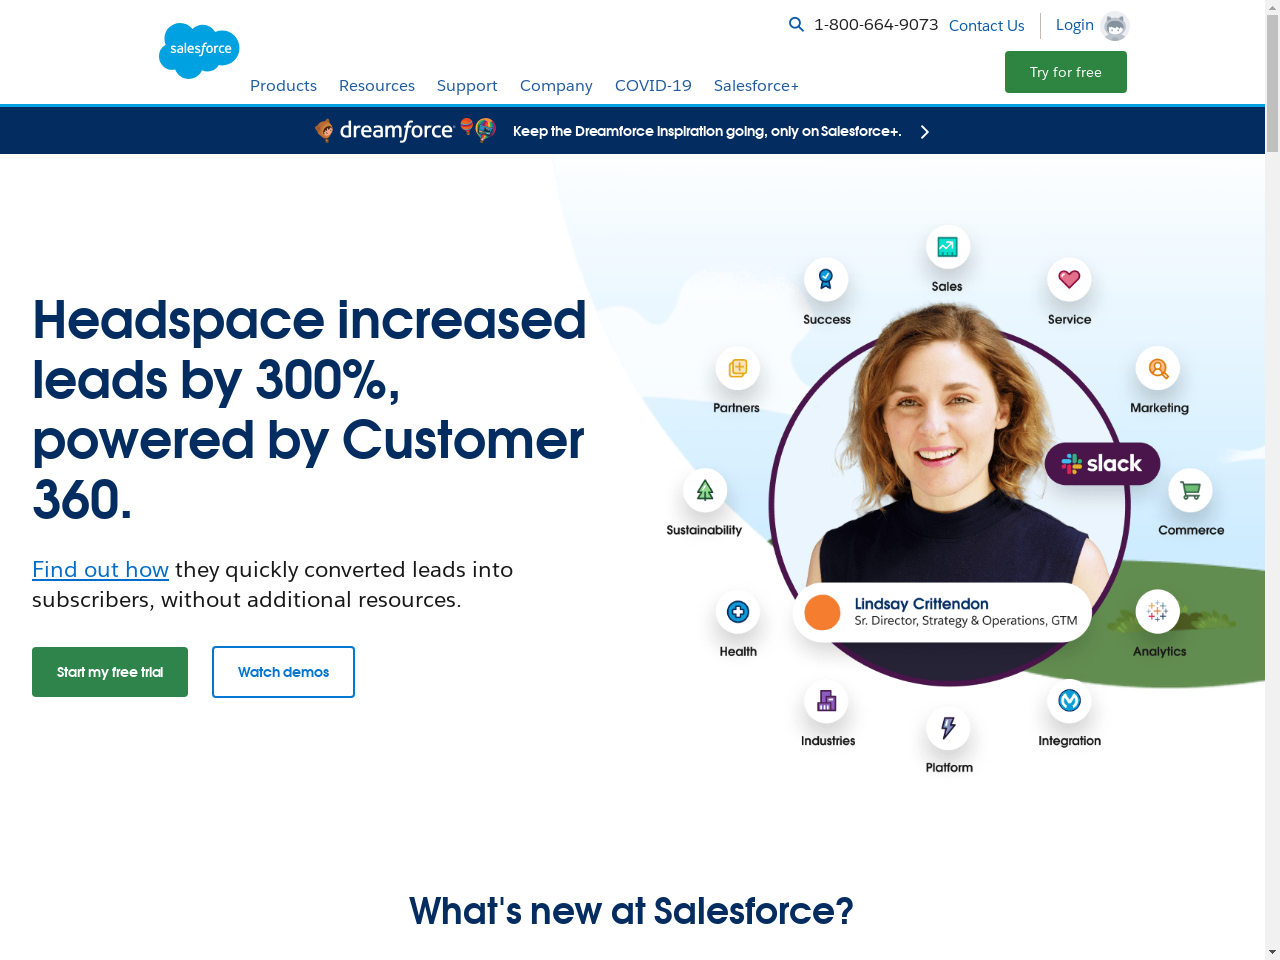 salesforce
1-800-664-9073
Contact Us
Login
Products
Resources
Support
Company
COVID-19
Salesforce+
Try for free
dreamforce
Keep the Dreamforce inspiration going, only on Salesforce+.
Headspace increased
leads by 300%,
powered by Customer
360.
Find out how they quickly converted leads into
subscribers, without additional resources.
Start my free trial
Watch demos
Sales
Success
Service
Partners
Marketing
slack
Sustainability
Commerce
Lindsay Crittendon
Sr. Director, Strategy & Operations, GTM
Health
Analytics
Industries
Integration
Platform
What's new at Salesforce?